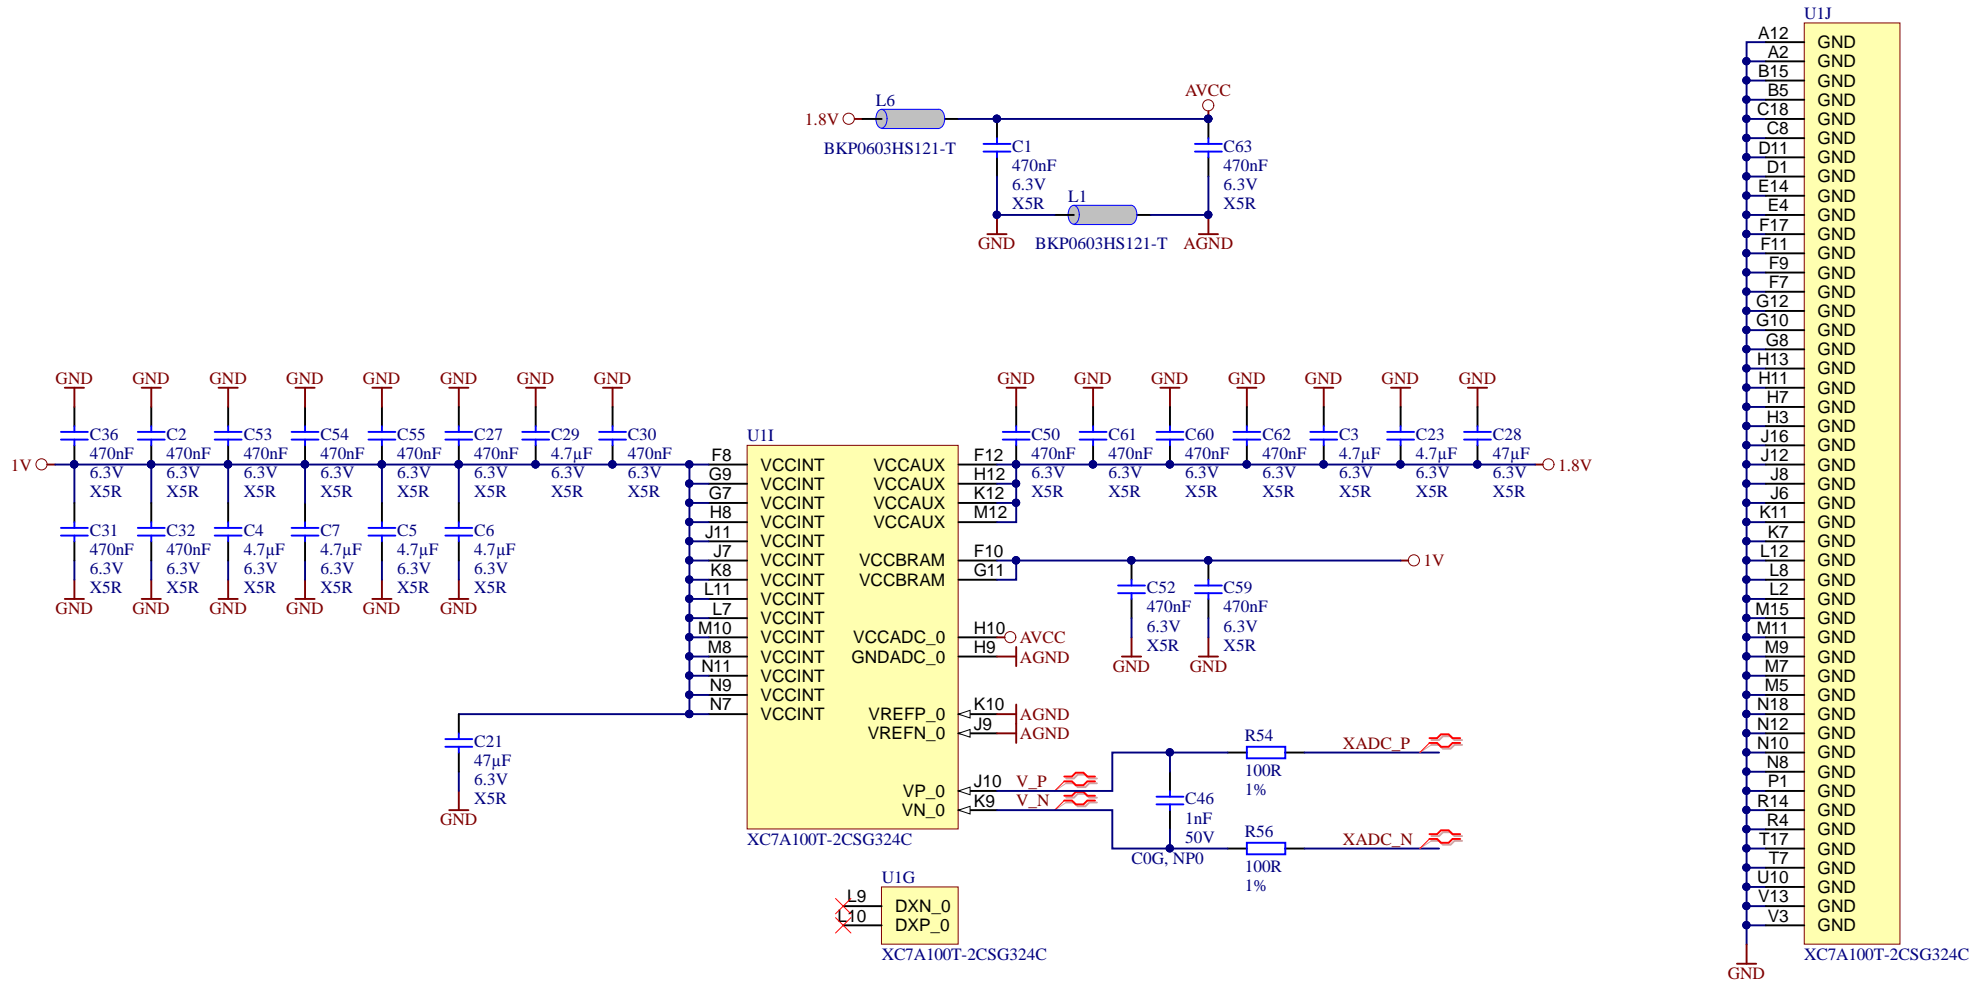 L6
1.8V
BKP0603HS121-T
AVCC
C1
470nF
6.3V
X5R
C63
470nF
6.3V
X5R
L1
BKP0603HS121-T
GND
AGND
GND GND GND GND GND GND GND GND
1V
C36
470nF
6.3V
X5R
C2
470nF
6.3V
X5R
C53
470nF
6.3V
X5R
C54
470nF
6.3V
X5R
C55
470nF
6.3V
X5R
C27
470nF
6.3V
X5R
C29
4.7µF
6.3V
X5R
C30
470nF
6.3V
X5R
C31
470nF
6.3V
X5R
C32
470nF
6.3V
X5R
C4
4.7µF
6.3V
X5R
C7
4.7µF
6.3V
X5R
C5
4.7µF
6.3V
X5R
C6
4.7µF
6.3V
X5R
GND GND GND GND GND GND
C21
47µF
6.3V
X5R
GND
U1I
F8 VCCINT
G9 VCCINT
G7 VCCINT
H8 VCCINT
J11 VCCINT
J7 VCCINT
K8 VCCINT
L11 VCCINT
L7 VCCINT
M10 VCCINT
M8 VCCINT
N11 VCCINT
N9 VCCINT
N7 VCCINT
VCCAUX F12
VCCAUX H12
VCCAUX K12
VCCAUX M12
VCCBRAM F10
VCCBRAM G11
VCCADC_0 H10 AVCC
GNDADC_0 H9 AGND
VREFP_0 K10 AGND
VREFN_0 J9 AGND
VP_0 J10 V_P
VN_0 K9 V_N
XC7A100T-2CSG324C
GND GND GND GND GND GND GND
C50
470nF
6.3V
X5R
C61
470nF
6.3V
X5R
C60
470nF
6.3V
X5R
C62
470nF
6.3V
X5R
C3
4.7µF
6.3V
X5R
C23
4.7µF
6.3V
X5R
C28
47µF
6.3V
X5R
1.8V
1V
C52
470nF
6.3V
X5R
GND
C59
470nF
6.3V
X5R
GND
R54
100R
1%
XADC_P
C46
1nF
50V
C0G, NP0
R56
100R
1%
XADC_N
U1G
L9 DXN_0
L10 DXP_0
XC7A100T-2CSG324C
U1J
A12 GND
A2 GND
B15 GND
B5 GND
C18 GND
C8 GND
D11 GND
D1 GND
E14 GND
E4 GND
F17 GND
F11 GND
F9 GND
F7 GND
G12 GND
G10 GND
G8 GND
H13 GND
H11 GND
H7 GND
H3 GND
J16 GND
J12 GND
J8 GND
J6 GND
K11 GND
K7 GND
L12 GND
L8 GND
L2 GND
M15 GND
M11 GND
M9 GND
M7 GND
M5 GND
N18 GND
N12 GND
N10 GND
N8 GND
P1 GND
R14 GND
R4 GND
T17 GND
T7 GND
U10 GND
V13 GND
V3 GND
XC7A100T-2CSG324C
GND